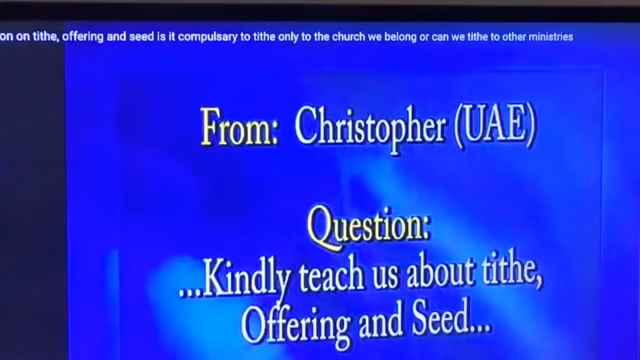 on on tithe, offering and seed is it compulsary to tithe only to the church we belong or can we tithe to other ministries
From: Christopher (UAE)
Question:
...Kindly teach us about tithe,
Offering and Seed...